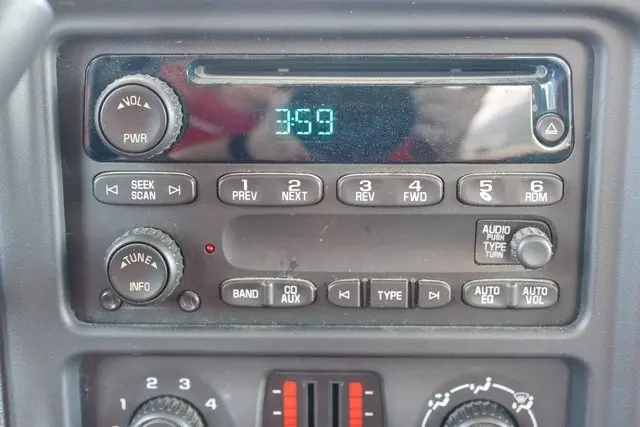 VOL
PWR
3:59
SEEK
SCAN
1
PREV
2
NEXT
3
REV
4
FWD
5
6
RDM
AUDIO
PUSH
TYPE
TURN
TUNE
INFO
BAND
CD
AUX
TYPE
AUTO
EQ
AUTO
VOL
1 2 3 4